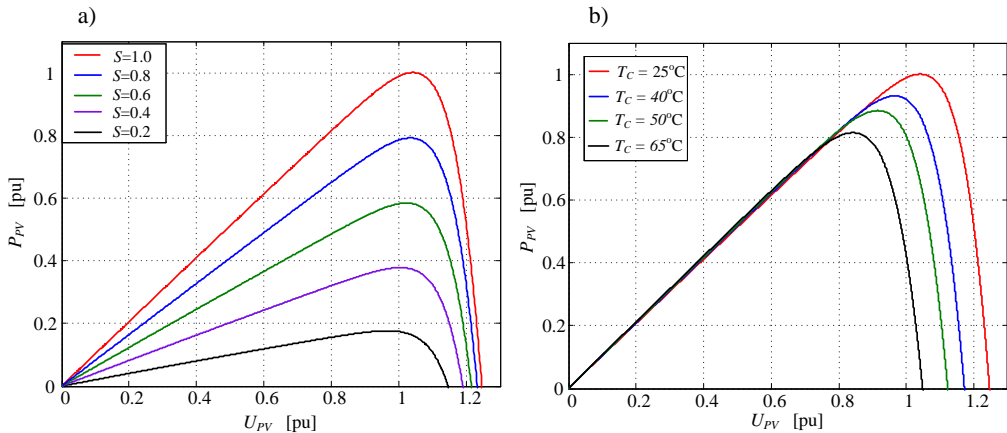 a)
S=1.0
S=0.8
S=0.6
S=0.4
S=0.2
1
0.8
0.6
0.4
0.2
0
P_PV [pu]
0 0.2 0.4 0.6 0.8 1 1.2
U_PV [pu]
b)
T_C = 25°C
T_C = 40°C
T_C = 50°C
T_C = 65°C
1
0.8
0.6
0.4
0.2
0
P_PV [pu]
0 0.2 0.4 0.6 0.8 1 1.2
U_PV [pu]